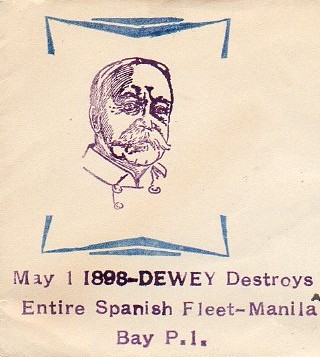 May 1 1898-DEWEY Destroys
Entire Spanish Fleet-Manila
Bay P.I.